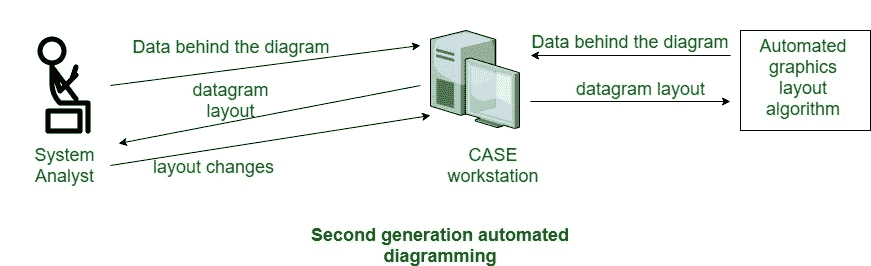 Data behind the diagram
datagram
layout
layout changes
System
Analyst
CASE
workstation
Data behind the diagram
datagram layout
Automated
graphics
layout
algorithm
Second generation automated
diagramming